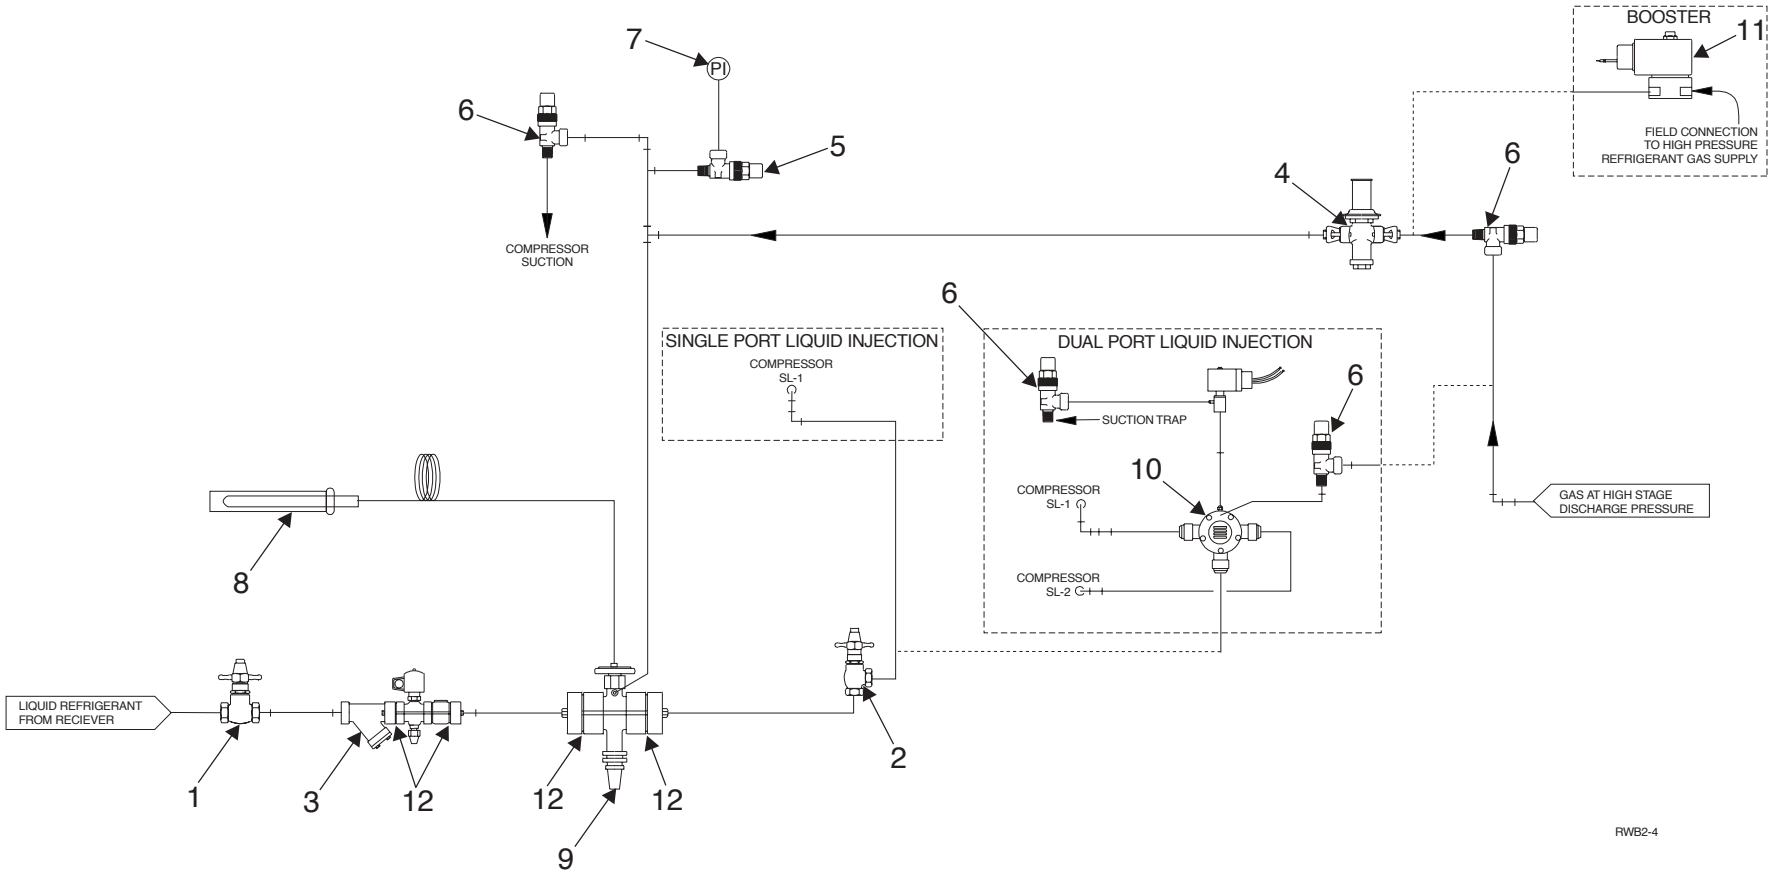 BOOSTER
11
7
PI
6
5
FIELD CONNECTION
TO HIGH PRESSURE
REFRIGERANT GAS SUPPLY
6
4
COMPRESSOR
SUCTION
6
SINGLE PORT LIQUID INJECTION
COMPRESSOR
SL-1
DUAL PORT LIQUID INJECTION
6
SUCTION TRAP
10
COMPRESSOR
SL-1
GAS AT HIGH STAGE
DISCHARGE PRESSURE
8
COMPRESSOR
SL-2
LIQUID REFRIGERANT
FROM RECIEVER
2
1
3
12
12
12
9
RWB2-4